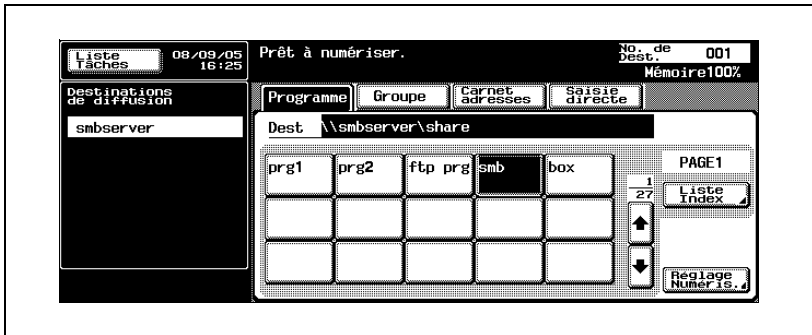 Liste
Tâches
08/09/05
16:25
Prêt à numériser.
No. de
Dest.
001
Mémoire100%
Destinations
de diffusion
smbserver
Programme
Groupe
Carnet
adresses
Saisie
directe
Dest \\smbserver\share
prg1 prg2 ftp prg smb box
1
27
PAGE1
Liste
Index
Réglage
Numéris.